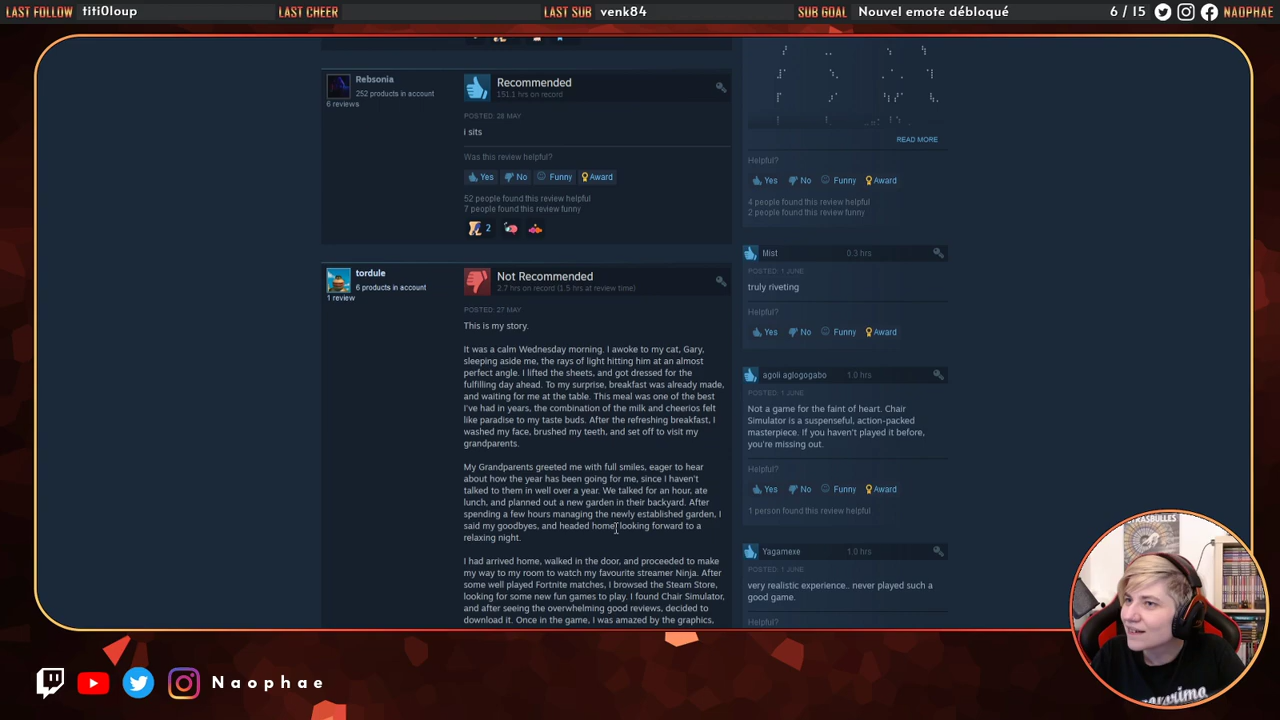 LAST FOLLOW titi0loup LAST CHEER LAST SUB venk84 SUB GOAL Nouvel emote débloqué 6 / 15 NAOPHAE
Rebsonia
252 products in account
6 reviews
Recommended
151.1 hrs on record
POSTED: 28 MAY
i sits
Was this review helpful?
Yes No Funny Award
52 people found this review helpful
7 people found this review funny
2
tordule
6 products in account
1 review
Not Recommended
2.7 hrs on record (1.5 hrs at review time)
POSTED: 27 MAY
This is my story.
It was a calm Wednesday morning. I awoke to my cat, Gary,
sleeping aside me, the rays of light hitting him at an almost
perfect angle. I lifted the sheets, and got dressed for the
fulfilling day ahead. To my surprise, breakfast was already made,
and waiting for me at the table. This meal was one of the best
I've had in years, the combination of the milk and cheerios felt
like paradise to my taste buds. After the refreshing breakfast, I
washed my face, brushed my teeth, and set off to visit my
grandparents.
My Grandparents greeted me with full smiles, eager to hear
about how the year has been going for me, since I haven't
talked to them in well over a year. We talked for an hour, ate
lunch, and planned out a new garden in their backyard. After
spending a few hours managing the newly established garden, I
said my goodbyes, and headed home looking forward to a
relaxing night.
I had arrived home, walked in the door, and proceeded to make
my way to my room to watch my favourite streamer Ninja. After
some well played Fortnite matches, I browsed the Steam Store,
looking for some new fun games to play. I found Chair Simulator,
and after seeing the overwhelming good reviews, decided to
download it. Once in the game, I was amazed by the graphics,
READ MORE
Helpful?
Yes No Funny Award
4 people found this review helpful
2 people found this review funny
Mist 0.3 hrs
POSTED: 1 JUNE
truly riveting
Helpful?
Yes No Funny Award
agoli aglogogabo 1.0 hrs
POSTED: 1 JUNE
Not a game for the faint of heart. Chair
Simulator is a suspenseful, action-packed
masterpiece. If you haven't played it before,
you're missing out.
Helpful?
Yes No Funny Award
1 person found this review helpful
Yagamexe 1.0 hrs
POSTED: 1 JUNE
very realistic experience.. never played such a
good game.
Helpful?
Naophae